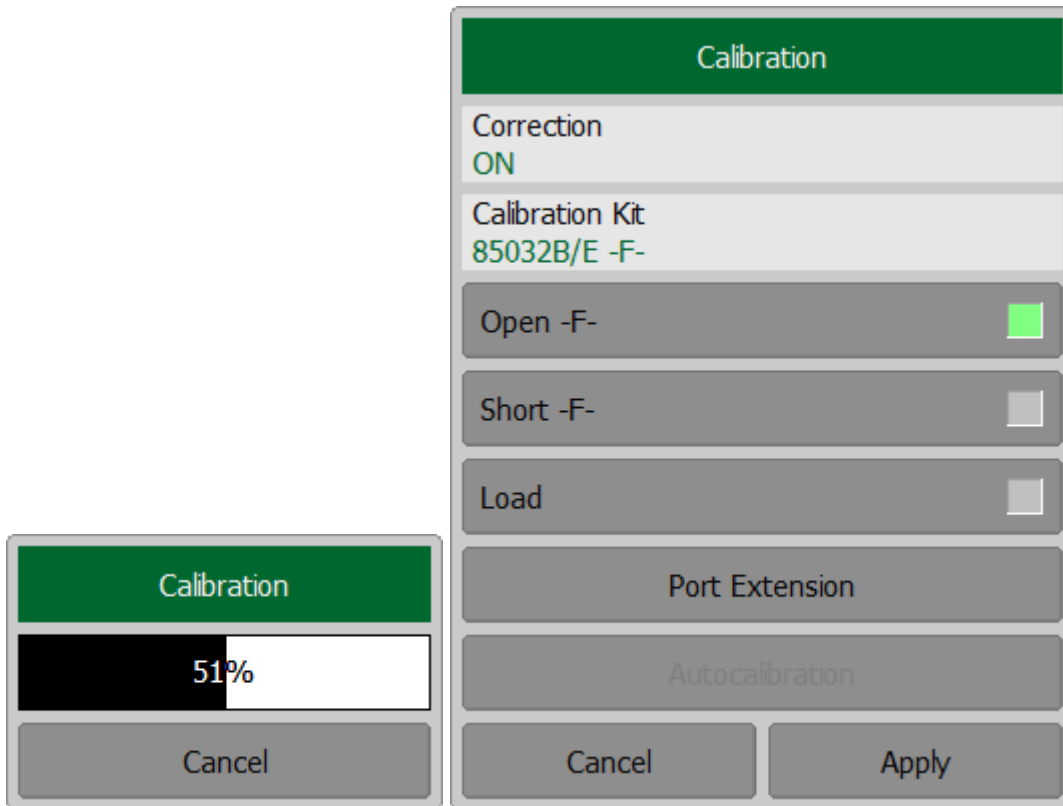 Calibration
51%
Cancel
Calibration
Correction
ON
Calibration Kit
85032B/E -F-
Open -F-
Short -F-
Load
Port Extension
Autocalibration
Cancel
Apply